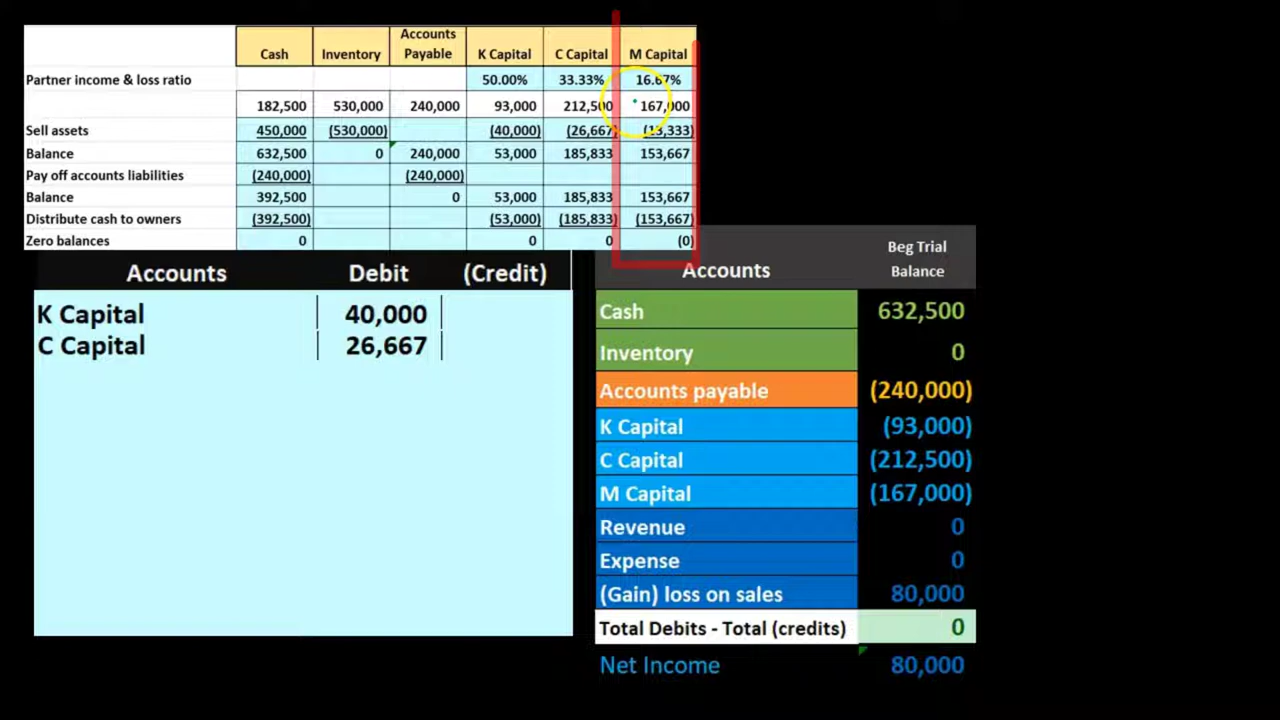 Cash Inventory Accounts Payable K Capital C Capital M Capital
Partner income & loss ratio 50.00% 33.33% 16.67%
182,500 530,000 240,000 93,000 212,500 167,000
Sell assets 450,000 (530,000) (40,000) (26,667) (13,333)
Balance 632,500 0 240,000 53,000 185,833 153,667
Pay off accounts liabilities (240,000) (240,000)
Balance 392,500 0 53,000 185,833 153,667
Distribute cash to owners (392,500) (53,000) (185,833) (153,667)
Zero balances 0 0 0 (0)
Accounts Debit (Credit)
K Capital 40,000
C Capital 26,667
Accounts Beg Trial Balance
Cash 632,500
Inventory 0
Accounts payable (240,000)
K Capital (93,000)
C Capital (212,500)
M Capital (167,000)
Revenue 0
Expense 0
(Gain) loss on sales 80,000
Total Debits - Total (credits) 0
Net Income 80,000